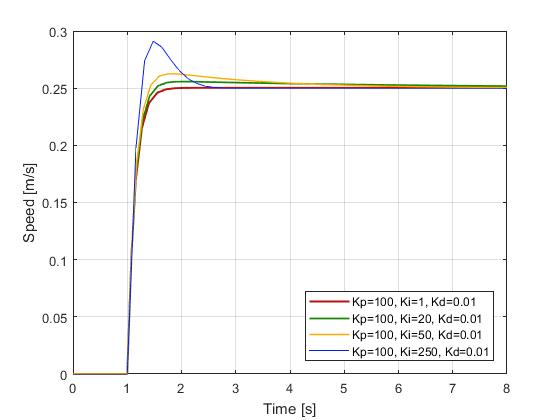 0.3
0.25
0.2
0.15
0.1
0.05
0
Speed [m/s]
Kp=100, Ki=1, Kd=0.01
Kp=100, Ki=20, Kd=0.01
Kp=100, Ki=50, Kd=0.01
Kp=100, Ki=250, Kd=0.01
0 1 2 3 4 5 6 7 8
Time [s]